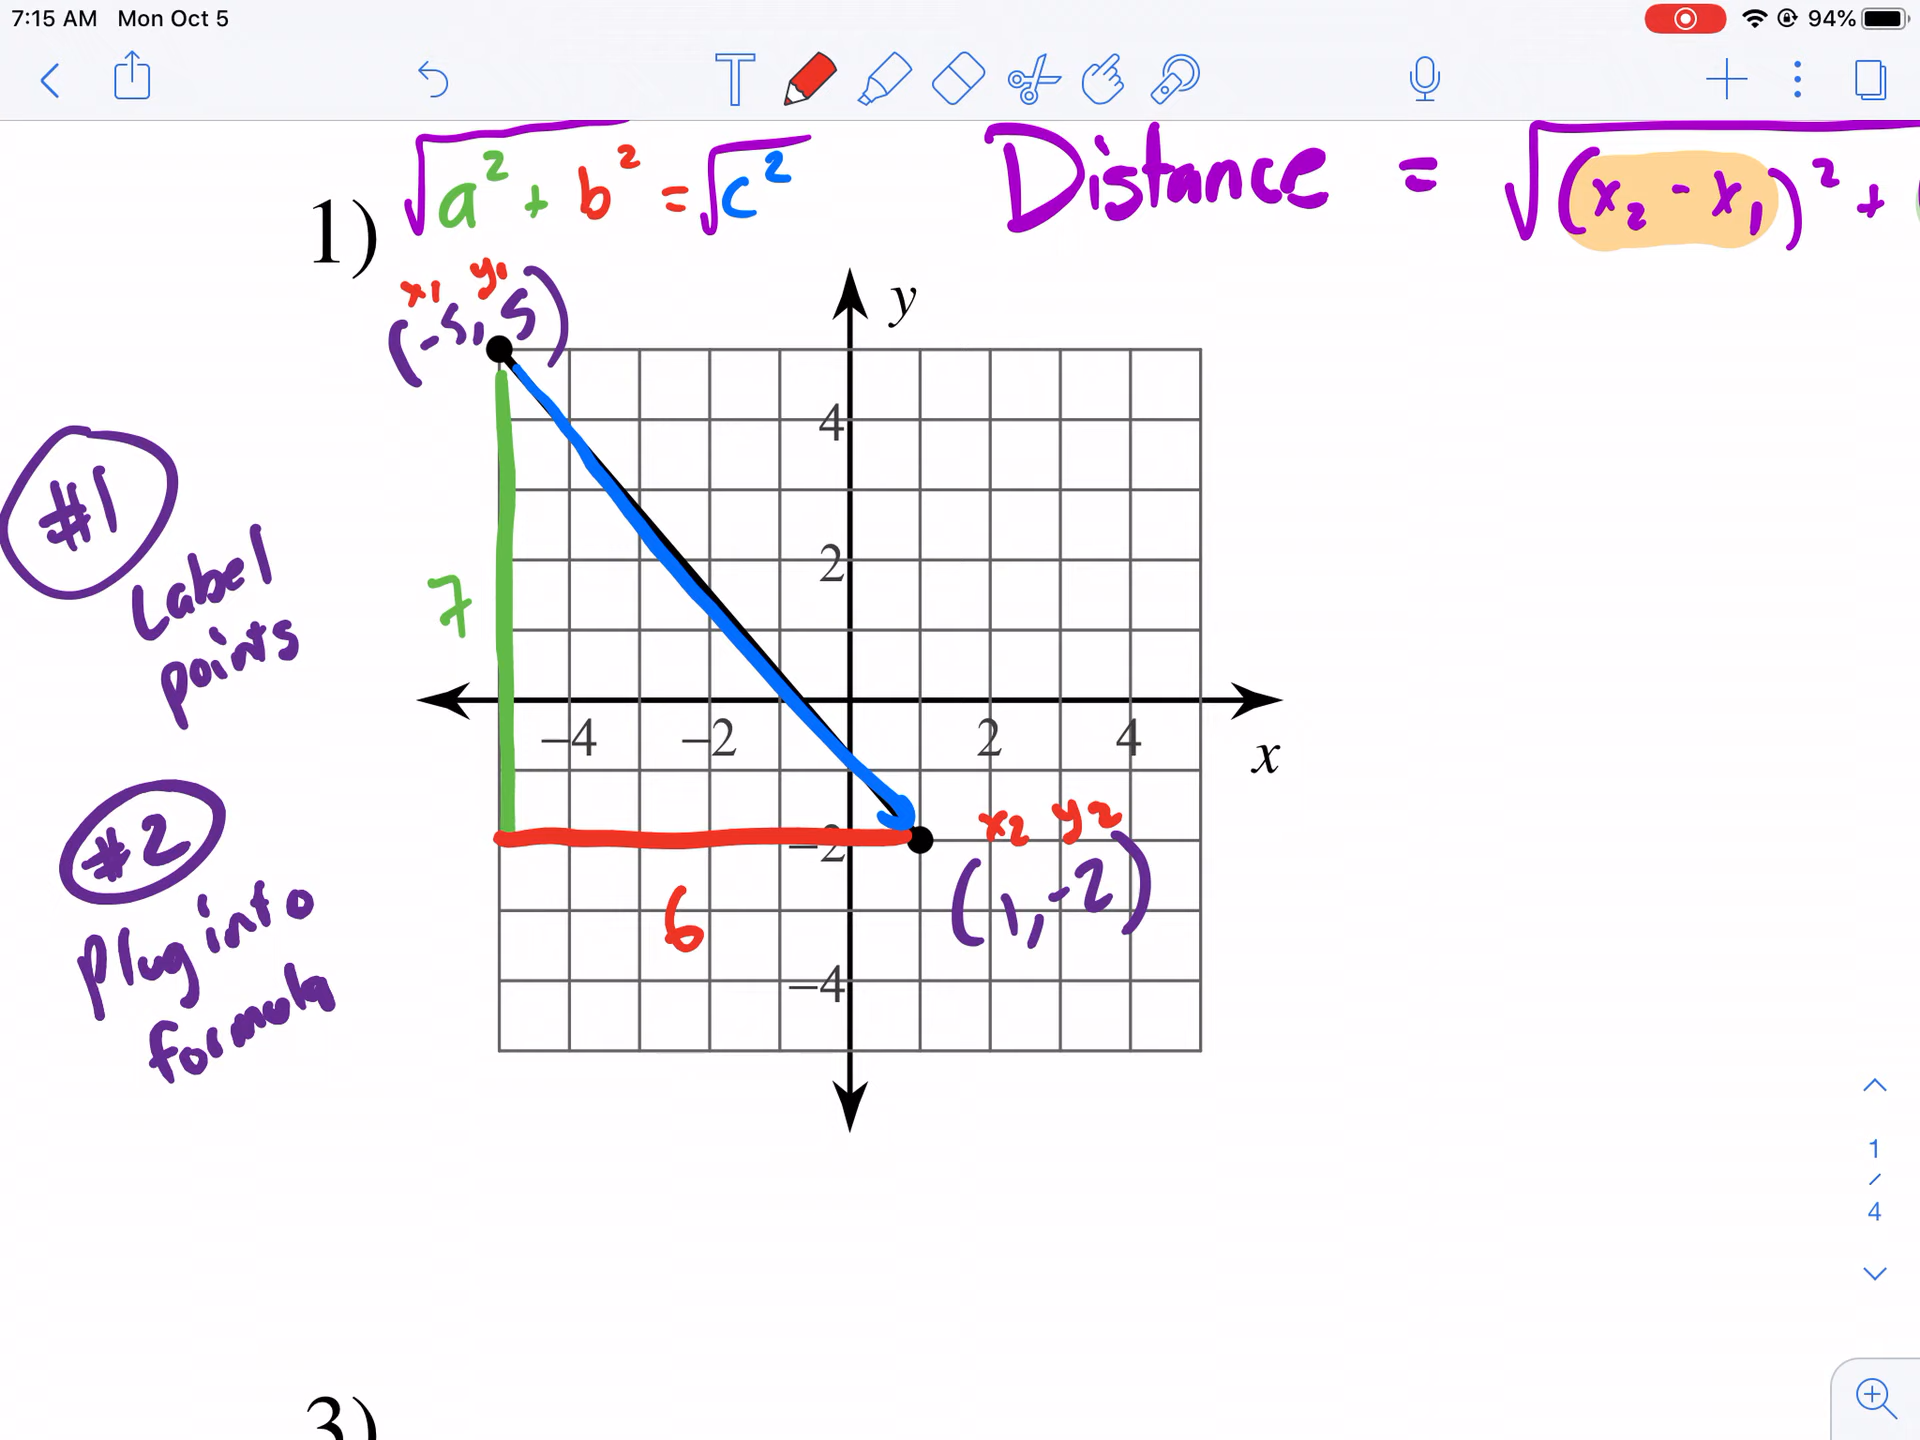 7:15 AM Mon Oct 5
94%
T
√a² + b² = √c²
Distance = √(x₂ - x₁)² +
1)
x₁ y₁
(-5, 5)
y
4
2
-4 -2 2 4
x
-2
-4
#1
Label
points
7
x2 y2
(1, -2)
6
#2
plug into
formula
1
/
4
3)